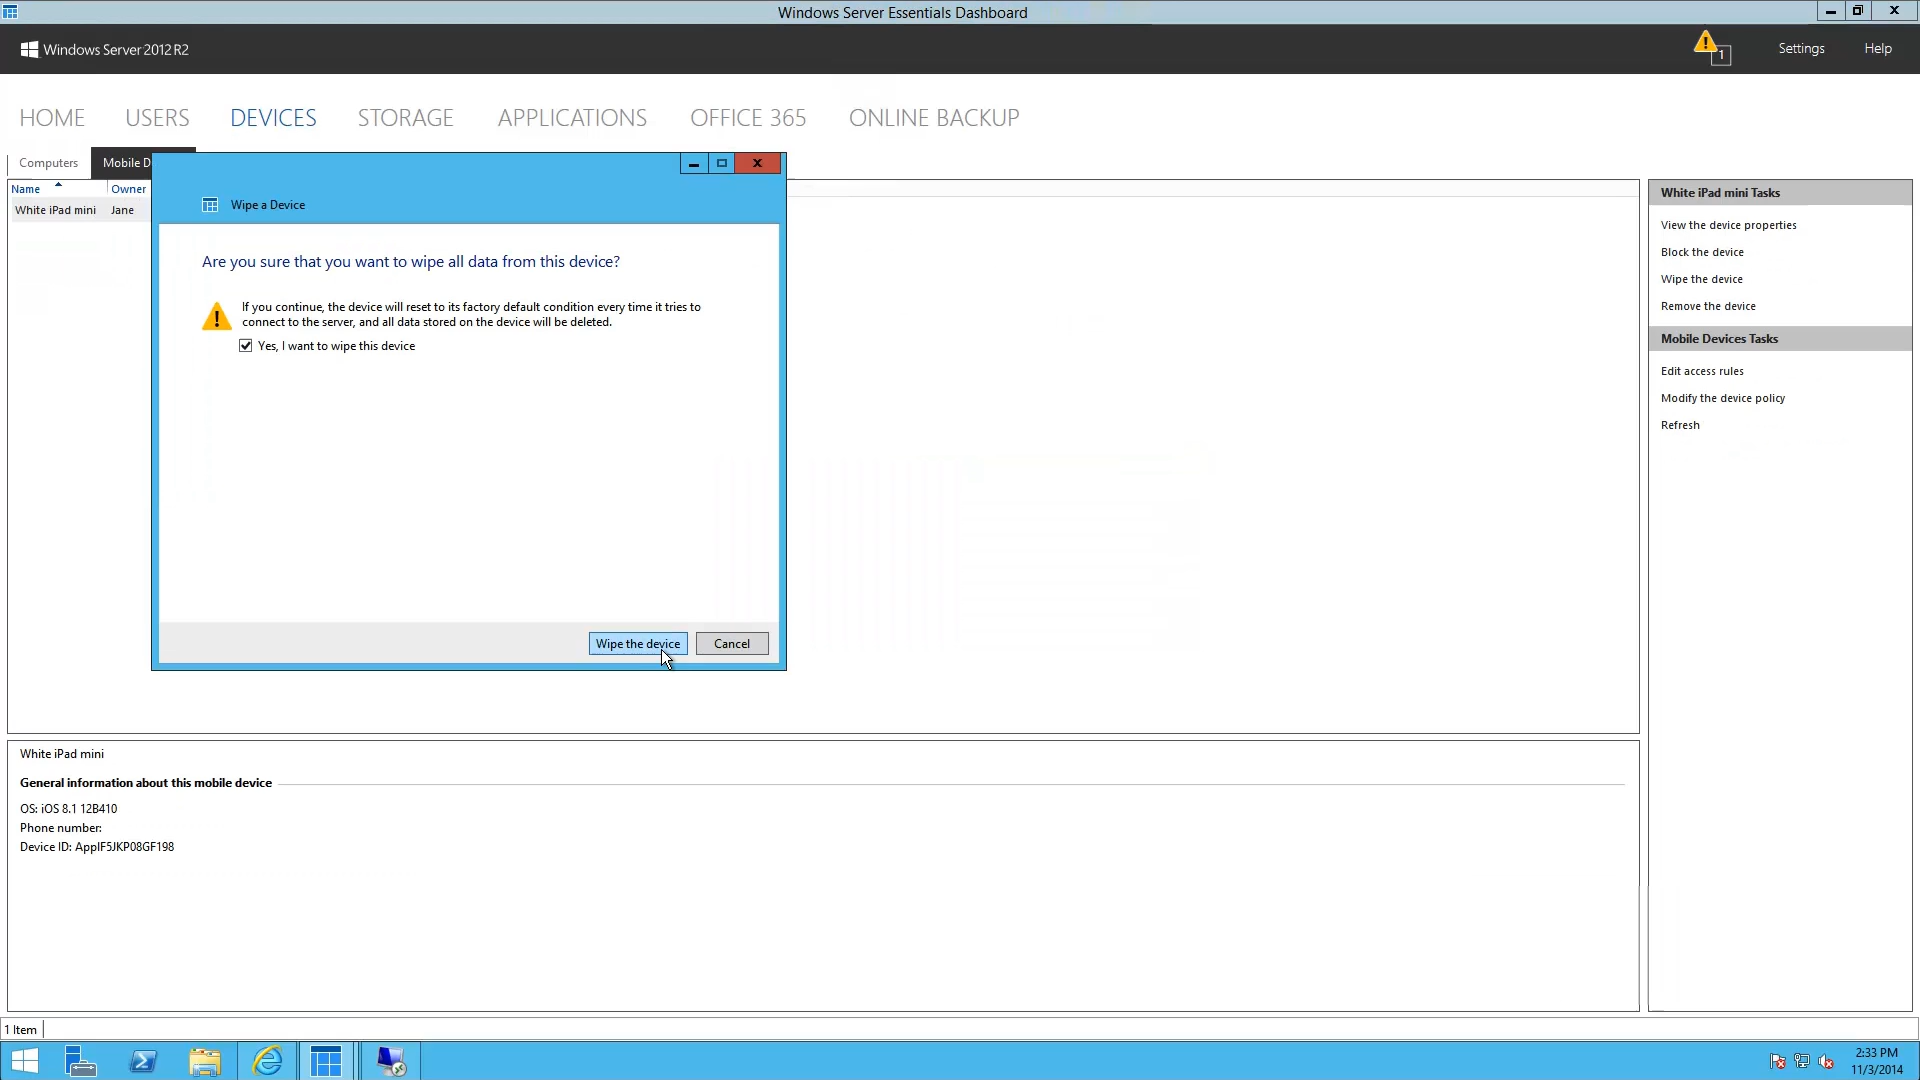 Windows Server Essentials Dashboard
Windows Server 2012 R2
1
Settings
Help
HOME
USERS
DEVICES
STORAGE
APPLICATIONS
OFFICE 365
ONLINE BACKUP
Computers
Mobile D
Name
Owner
White iPad mini
Jane
Wipe a Device
Are you sure that you want to wipe all data from this device?
If you continue, the device will reset to its factory default condition every time it tries to
connect to the server, and all data stored on the device will be deleted.
Yes, I want to wipe this device
Wipe the device
Cancel
White iPad mini Tasks
View the device properties
Block the device
Wipe the device
Remove the device
Mobile Devices Tasks
Edit access rules
Modify the device policy
Refresh
White iPad mini
General information about this mobile device
OS: iOS 8.1 12B410
Phone number:
Device ID: ApplF5JKP08GF198
1 Item
2:33 PM
11/3/2014